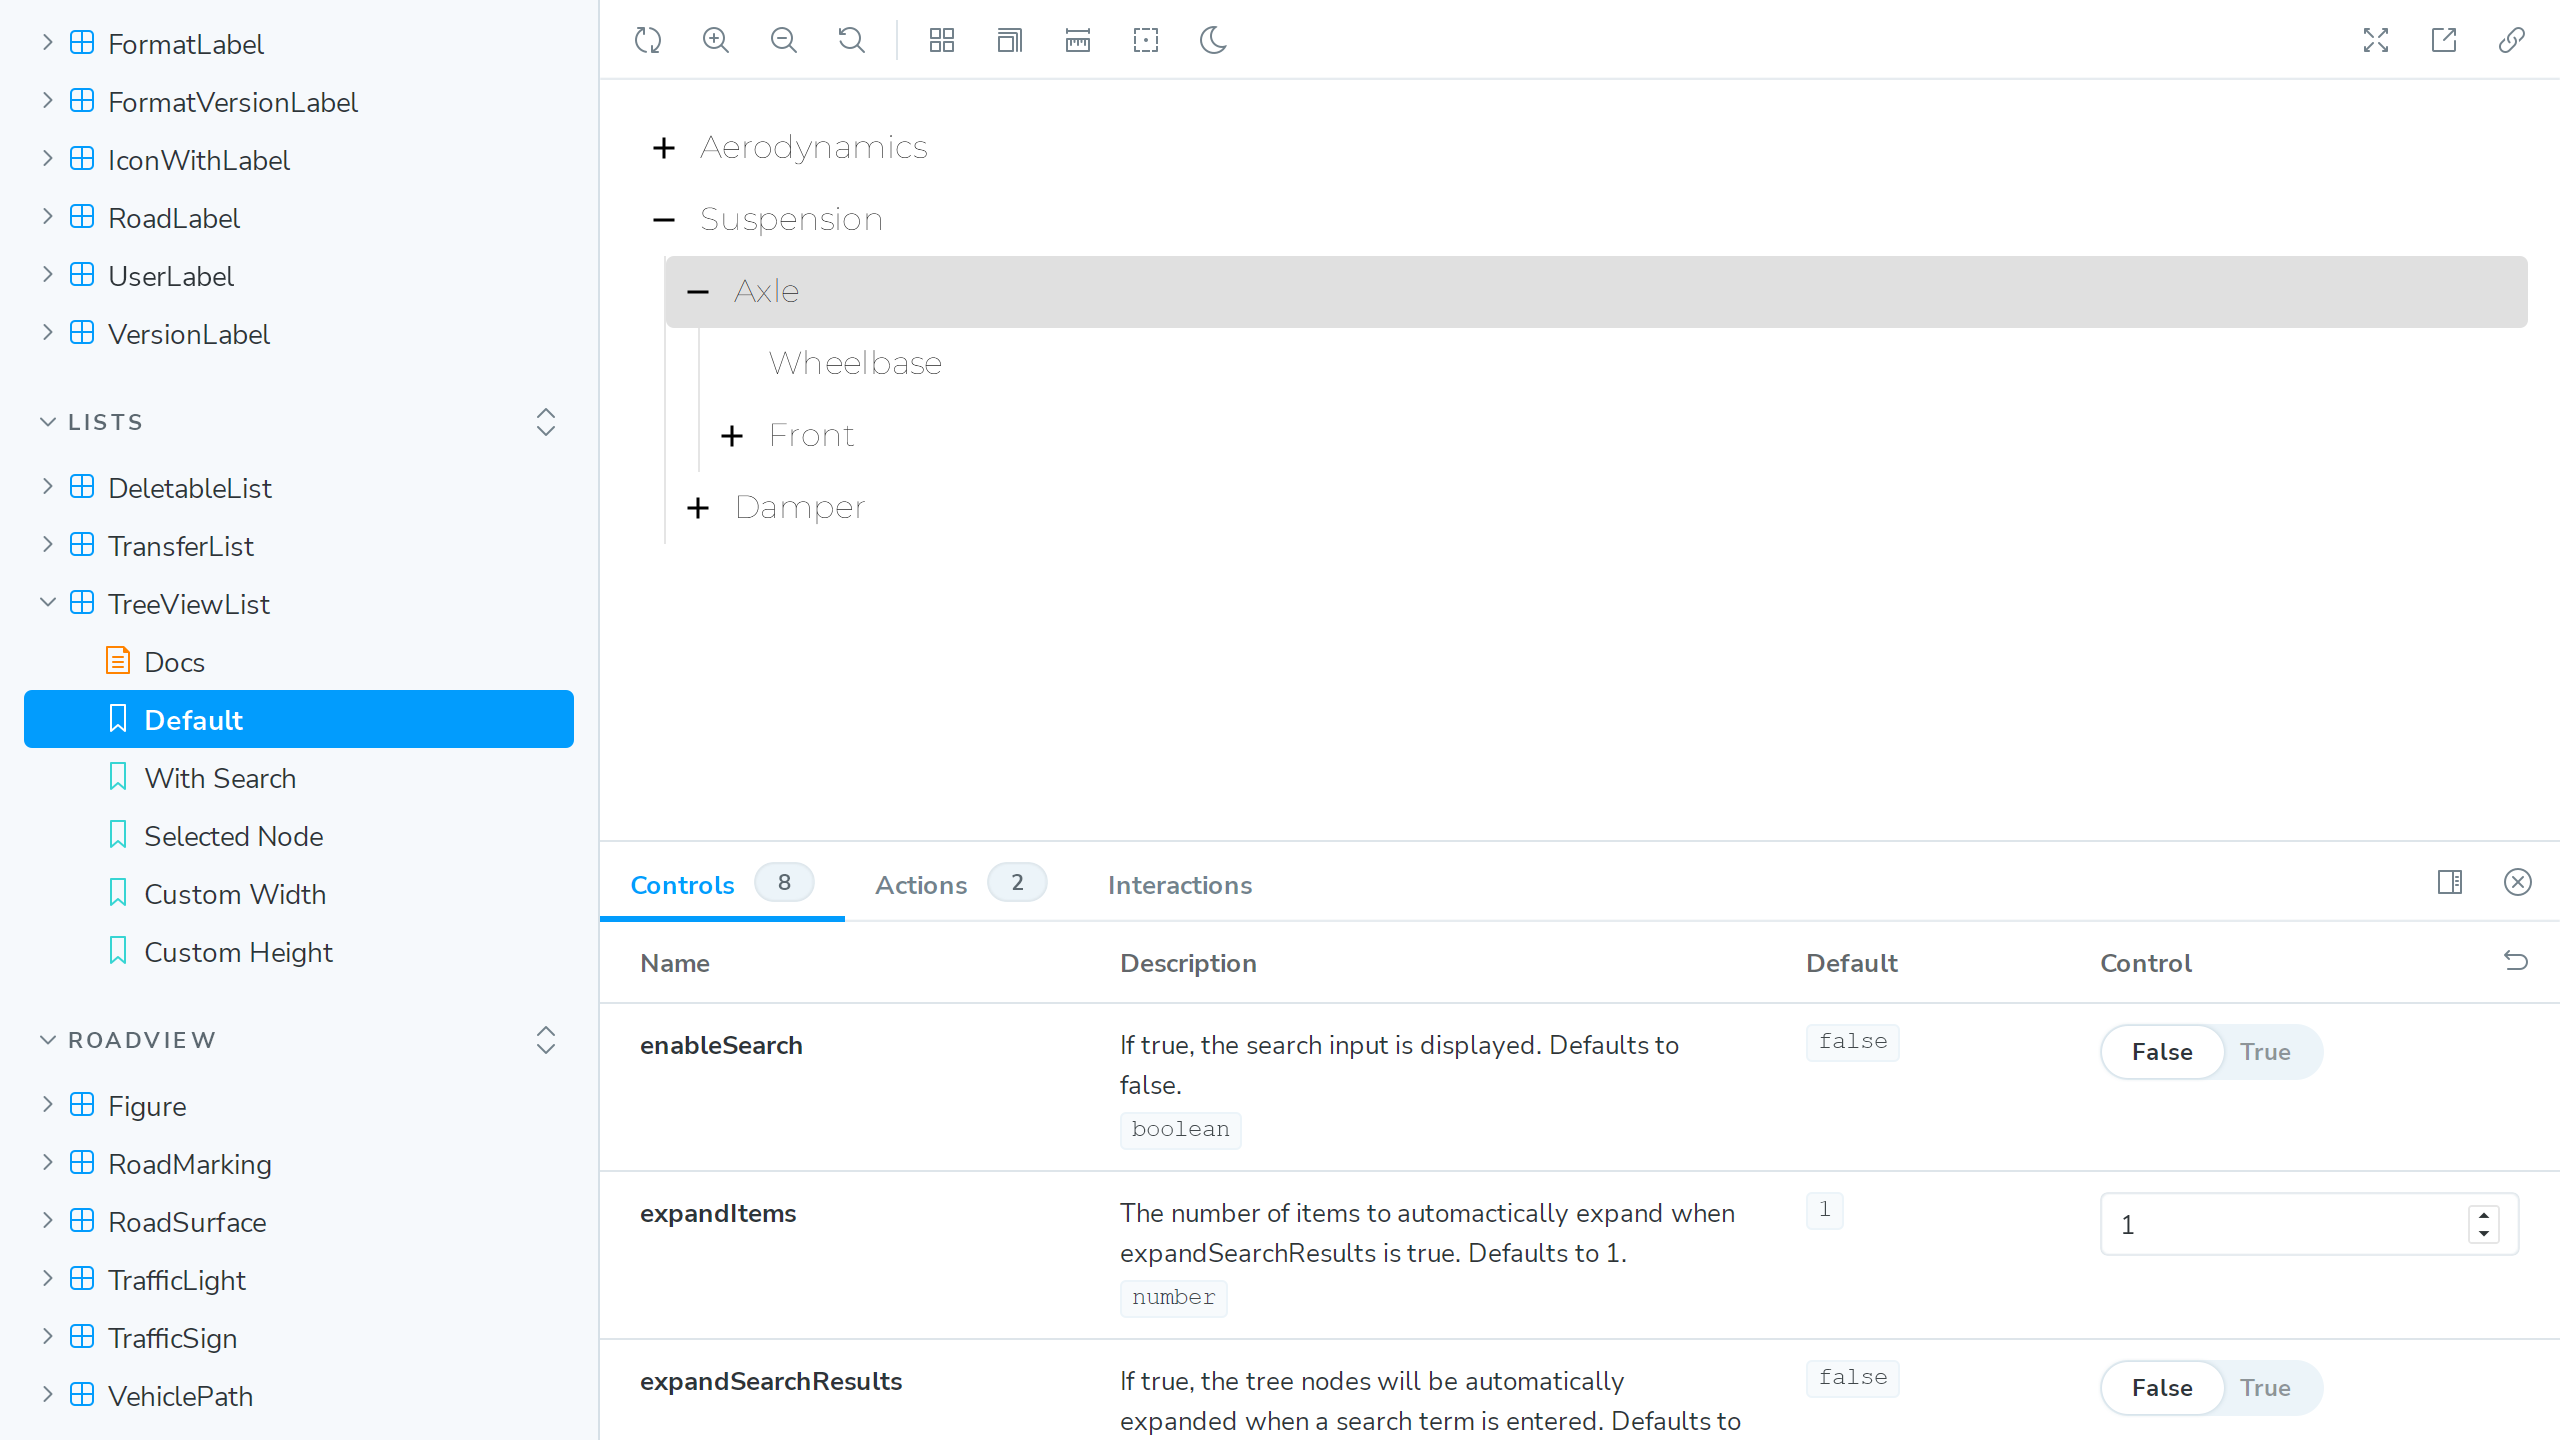 FormatLabel
FormatVersionLabel
IconWithLabel
RoadLabel
UserLabel
VersionLabel
LISTS
DeletableList
TransferList
TreeViewList
Docs
Default
With Search
Selected Node
Custom Width
Custom Height
ROADVIEW
Figure
RoadMarking
RoadSurface
TrafficLight
TrafficSign
VehiclePath
Aerodynamics
Suspension
Axle
Wheelbase
Front
Damper
Controls 8 Actions 2 Interactions
Name Description Default Control
enableSearch
If true, the search input is displayed. Defaults to
false.
boolean
false
False True
expandItems
The number of items to automactically expand when
expandSearchResults is true. Defaults to 1.
number
1
1
expandSearchResults
If true, the tree nodes will be automatically
expanded when a search term is entered. Defaults to
false
False True